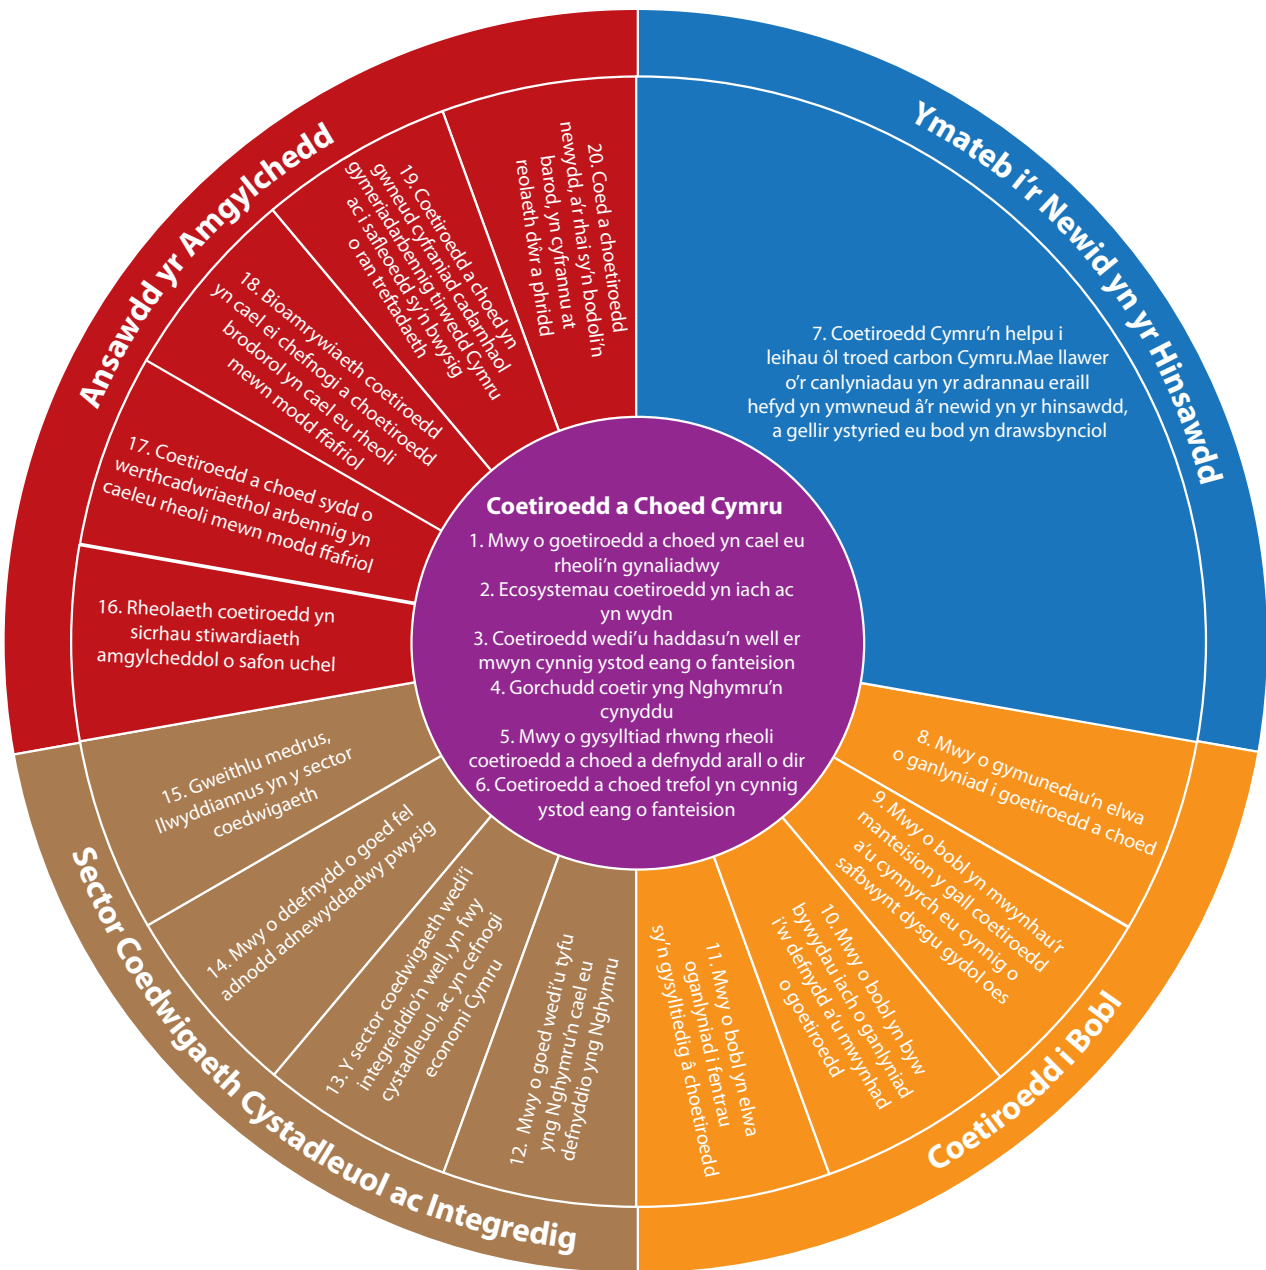 Coetiroedd a Choed Cymru
1. Mwy o goetiroedd a choed yn cael eu
rheoli'n gynaliadwy
2. Ecosystemau coetiroedd yn iach ac
yn wydn
3. Coetiroedd wedi'u haddasu'n well er
mwyn cynnig ystod eang o fanteision
4. Gorchudd coetir yng Nghymru'n
cynyddu
5. Mwy o gysylltiad rhwng rheoli
coetiroedd a choed a defnydd arall o dir
6. Coetiroedd a choed trefol yn cynnig
ystod eang o fanteision
Ymateb i'r Newid yn yr Hinsawdd
7. Coetiroedd Cymru'n helpu i
leihau ôl troed carbon Cymru.Mae llawer
o'r canlyniadau yn yr adrannau eraill
hefyd yn ymwneud â'r newid yn yr hinsawdd,
a gellir ystyried eu bod yn drawsbynciol
Coetiroedd i Bobl
8. Mwy o gymunedau'n elwa
o ganlyniad i goetiroedd a choed
9. Mwy o bobl yn mwynhau'r
manteision y gall coetiroedd
a'u cynnyrch eu cynnig o
safbwynt dysgu gydol oes
10. Mwy o bobl yn byw
bywydau iach o ganlyniad
i'w defnydd a'u mwynhad
o goetiroedd
11. Mwy o bobl yn elwa
oganlyniad i fentrau
sy'n gysylltiedig â choetiroedd
Sector Coedwigaeth Cystadleuol ac Integredig
12. Mwy o goed wedi'u tyfu
yng Nghymru'n cael eu
defnyddio yng Nghymru
13. Y sector coedwigaeth wedi'i
integreiddio'n well, yn fwy
cystadleuol, ac yn cefnogi
economi Cymru
14. Mwy o ddefnydd o goed fel
adnodd adnewyddadwy pwysig
15. Gweithlu medrus,
llwyddiannus yn y sector
coedwigaeth
Ansawdd yr Amgylchedd
16. Rheolaeth coetiroedd yn
sicrhau stiwardiaeth
amgylcheddol o safon uchel
17. Coetiroedd a choed sydd o
werthcadwriaethol arbennig yn
caeleu rheoli mewn modd ffafriol
18. Bioamrywiaeth coetiroedd
yn cael ei chefnogi a choetiroedd
brodorol yn cael eu rheoli
mewn modd ffafriol
19. Coetiroedd a choed yn
gwneud cyfraniad cadarnhaol
gymeriadarbennig tirwedd Cymru
ac i safleoedd sy'n bwysig
o ran treftadaeth
20. Coed a choetiroedd
newydd, a'r rhai sy'n bodoli'n
barod, yn cyfrannu at
reolaeth dŵr a phridd